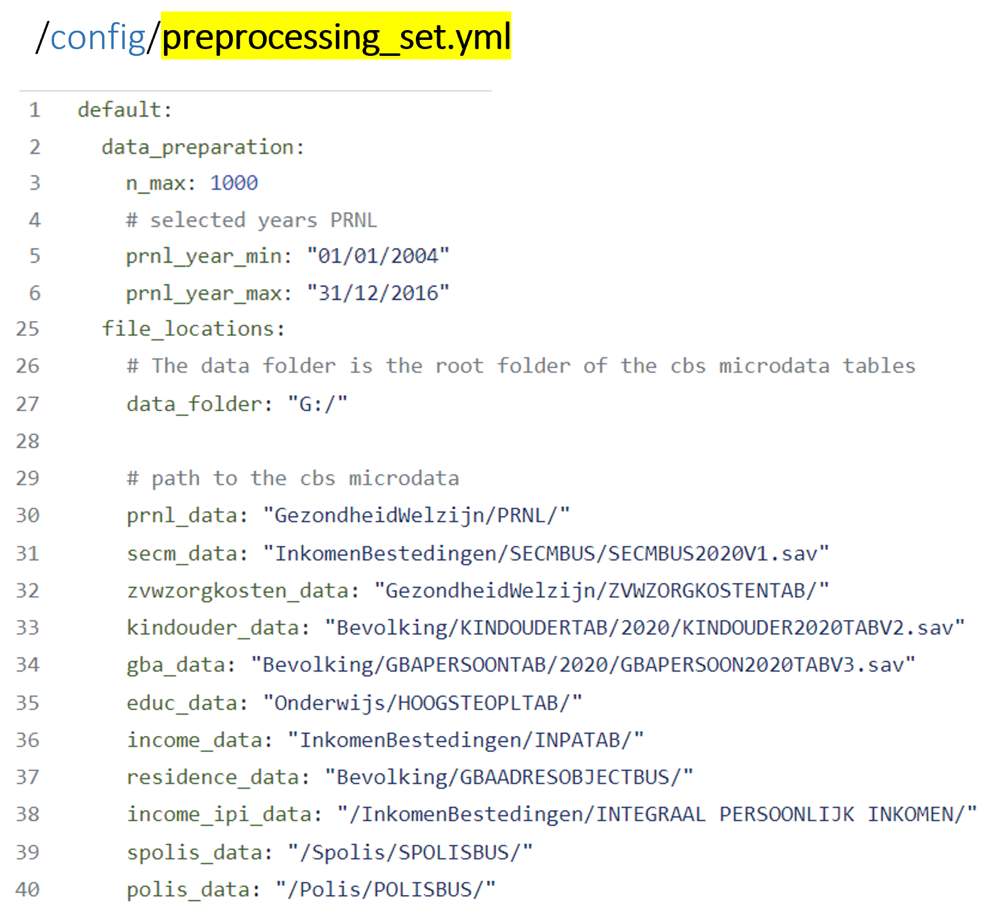 /config/preprocessing_set.yml
1 default:
2 data_preparation:
3 n_max: 1000
4 # selected years PRNL
5 prnl_year_min: "01/01/2004"
6 prnl_year_max: "31/12/2016"
25 file_locations:
26 # The data folder is the root folder of the cbs microdata tables
27 data_folder: "G:/"
28
29 # path to the cbs microdata
30 prnl_data: "GezondheidWelzijn/PRNL/"
31 secm_data: "InkomenBestedingen/SECMBUS/SECMBUS2020V1.sav"
32 zvwzorgkosten_data: "GezondheidWelzijn/ZVWZORGKOSTENTAB/"
33 kindouder_data: "Bevolking/KINDOUDERTAB/2020/KINDOUDER2020TABV2.sav"
34 gba_data: "Bevolking/GBAPERSOONTAB/2020/GBAPERSOON2020TABV3.sav"
35 educ_data: "Onderwijs/HOOGSTEOPLTAB/"
36 income_data: "InkomenBestedingen/INPATAB/"
37 residence_data: "Bevolking/GBAADRESOBJECTBUS/"
38 income_ipi_data: "/InkomenBestedingen/INTEGRAAL PERSOONLIJK INKOMEN/"
39 spolis_data: "/Spolis/SPOLISBUS/"
40 polis_data: "/Polis/POLISBUS/"